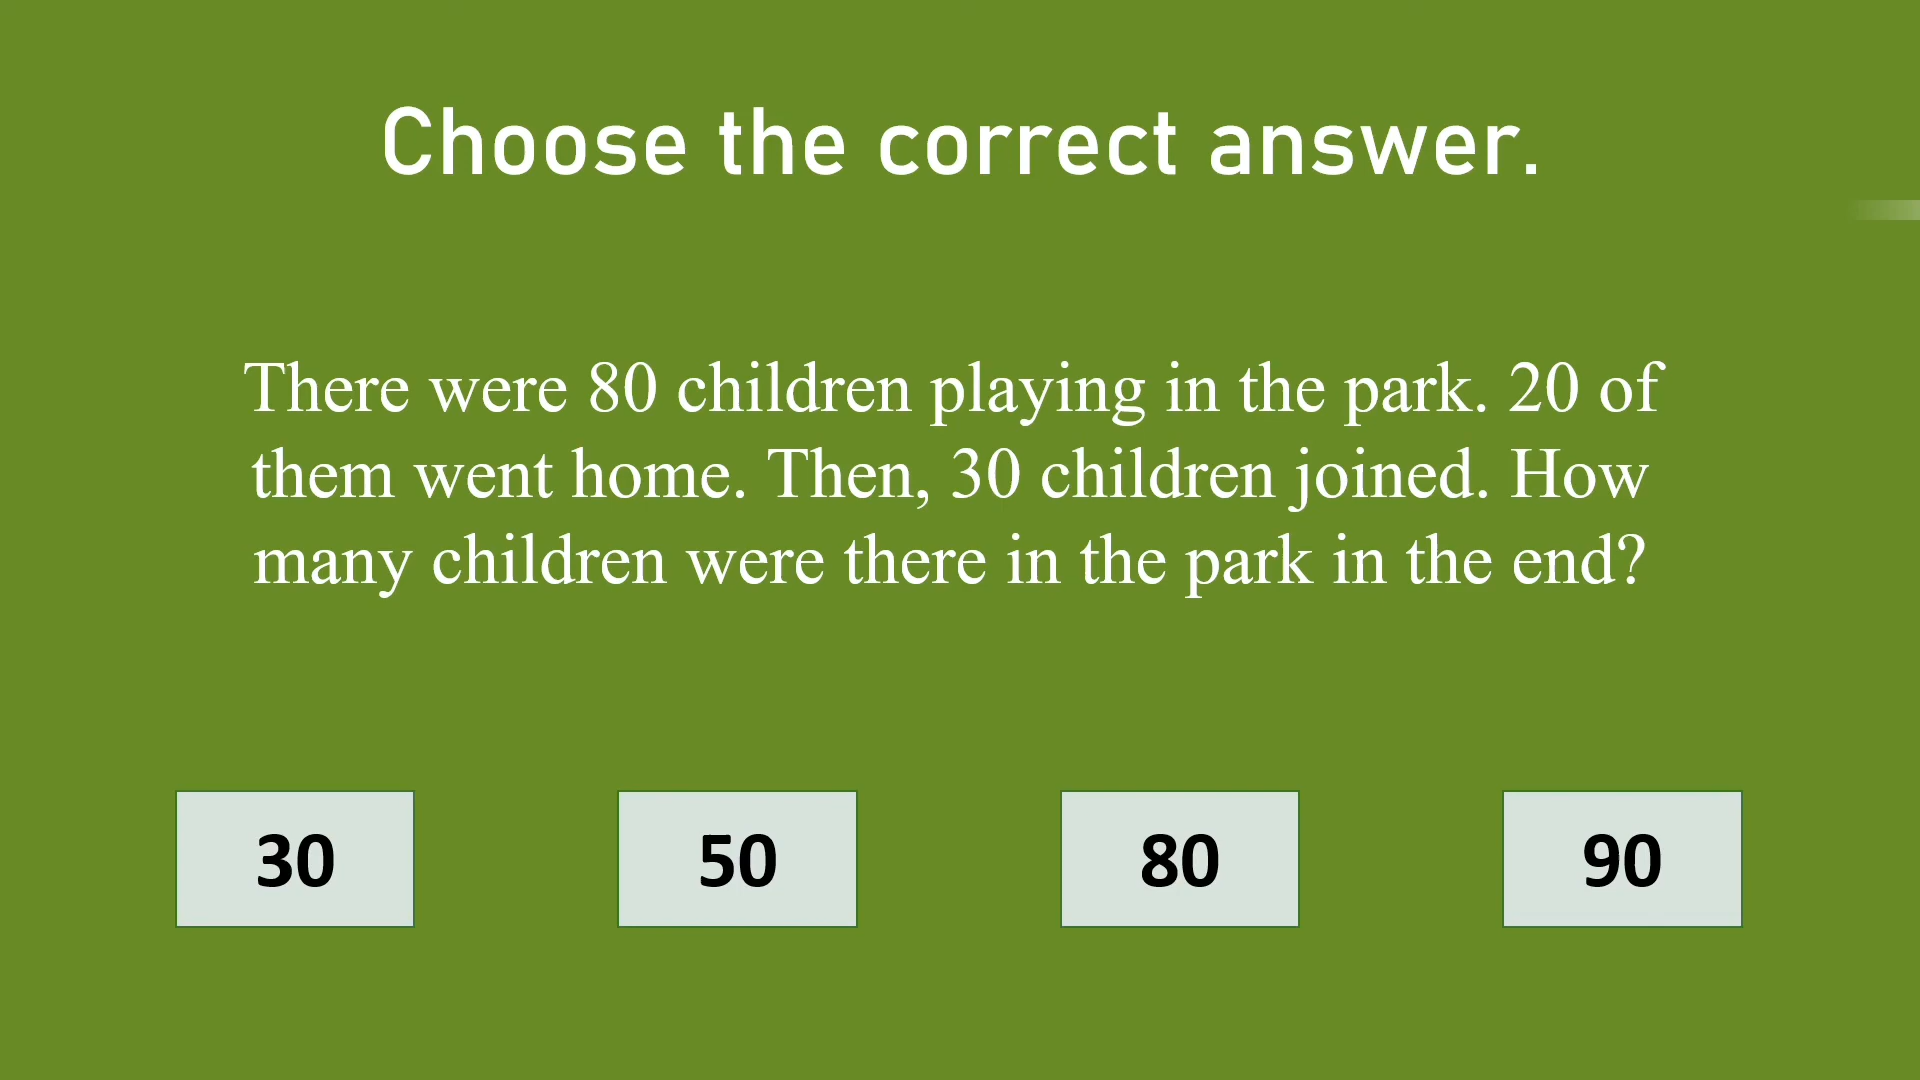 Choose the correct answer.
There were 80 children playing in the park. 20 of
them went home. Then, 30 children joined. How
many children were there in the park in the end?
30
50
80
90